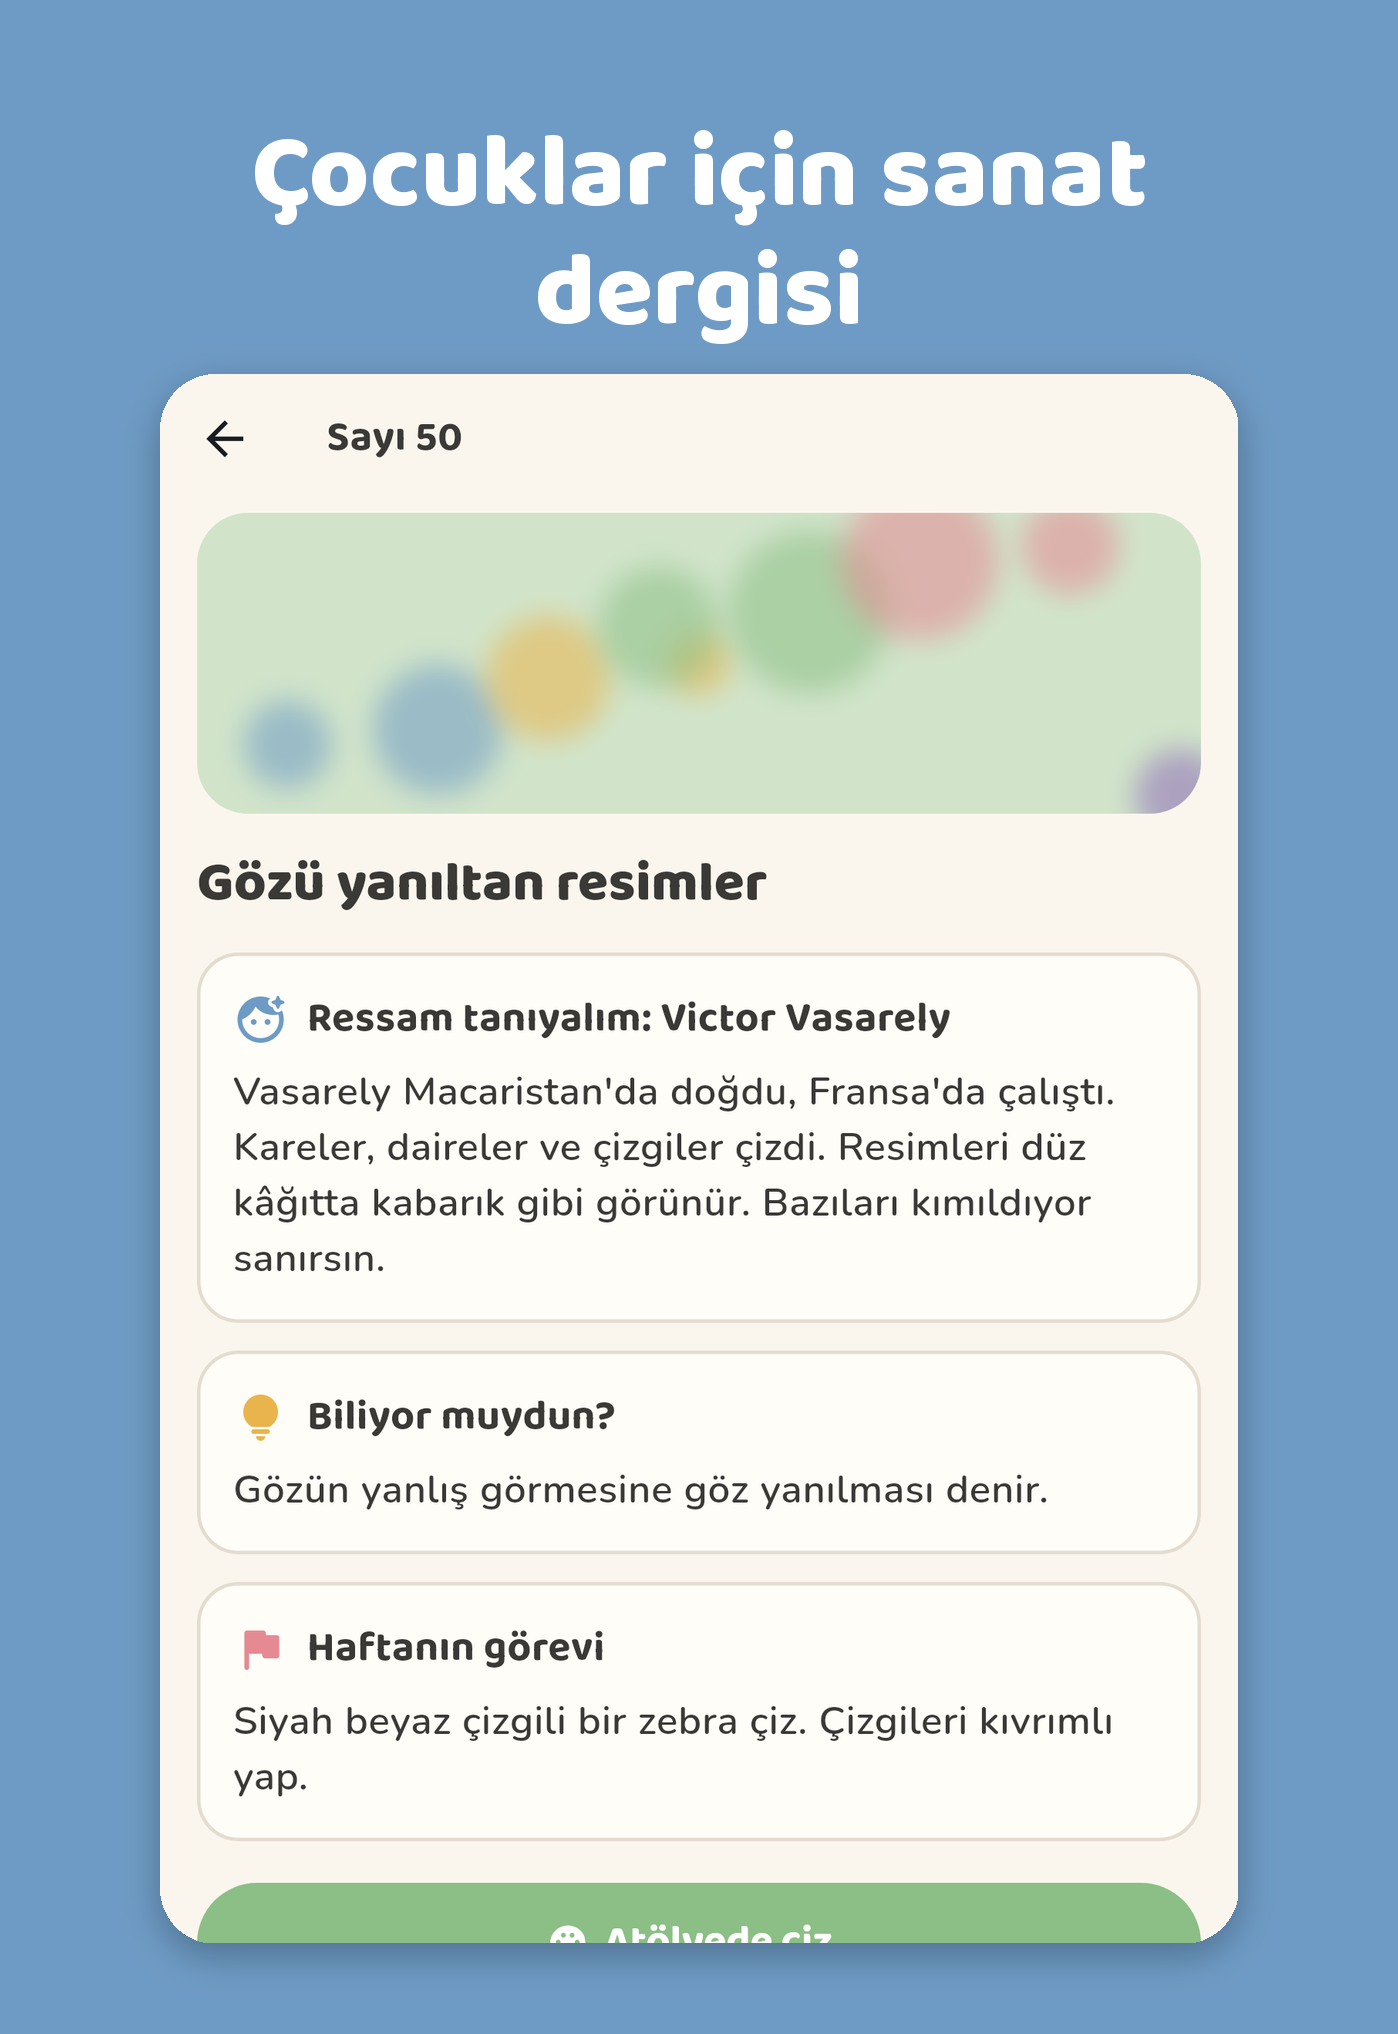 Çocuklar için sanat
dergisi
Sayı 50
Gözü yanıltan resimler
Ressam tanıyalım: Victor Vasarely
Vasarely Macaristan'da doğdu, Fransa'da çalıştı.
Kareler, daireler ve çizgiler çizdi. Resimleri düz
kâğıtta kabarık gibi görünür. Bazıları kımıldıyor
sanırsın.
Biliyor muydun?
Gözün yanlış görmesine göz yanılması denir.
Haftanın görevi
Siyah beyaz çizgili bir zebra çiz. Çizgileri kıvrımlı
yap.
Atölyede çiz